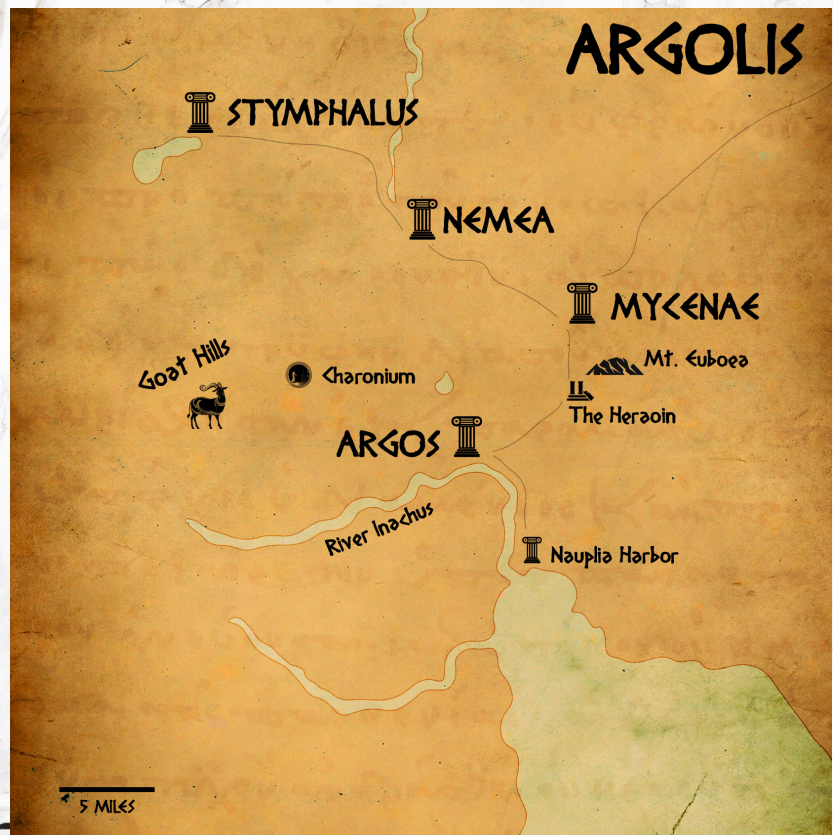 ARGOLIS
STYMPHALUS
NEMEA
MYCENAE
Goat Hills
Charonium
Mt. Euboea
The Heraoin
ARGOS
River Inachus
Nauplia Harbor
5 MILES